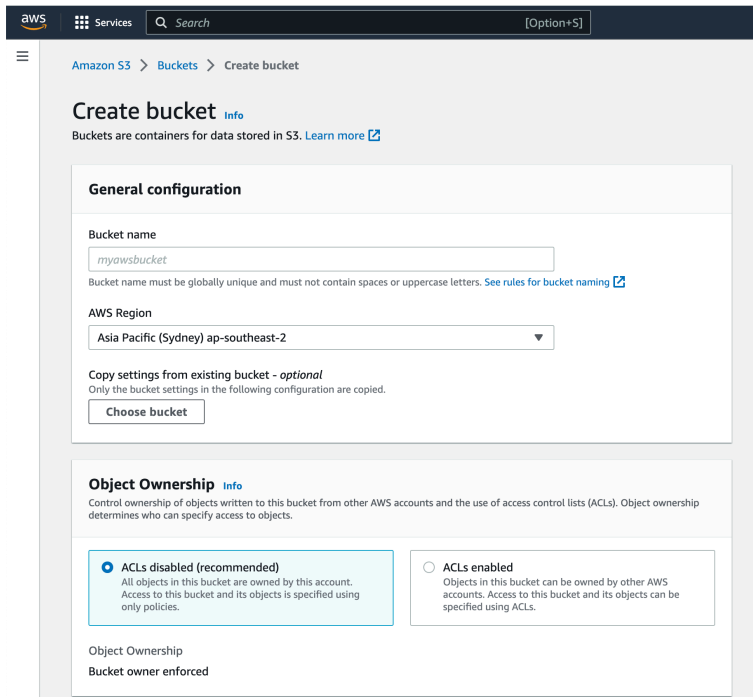 aws Services Search [Option+S]
Amazon S3 > Buckets > Create bucket
Create bucket Info
Buckets are containers for data stored in S3. Learn more
General configuration
Bucket name
myawsbucket
Bucket name must be globally unique and must not contain spaces or uppercase letters. See rules for bucket naming
AWS Region
Asia Pacific (Sydney) ap-southeast-2
Copy settings from existing bucket - optional
Only the bucket settings in the following configuration are copied.
Choose bucket
Object Ownership Info
Control ownership of objects written to this bucket from other AWS accounts and the use of access control lists (ACLs). Object ownership
determines who can specify access to objects.
ACLs disabled (recommended)
All objects in this bucket are owned by this account.
Access to this bucket and its objects is specified using
only policies.
ACLs enabled
Objects in this bucket can be owned by other AWS
accounts. Access to this bucket and its objects can be
specified using ACLs.
Object Ownership
Bucket owner enforced